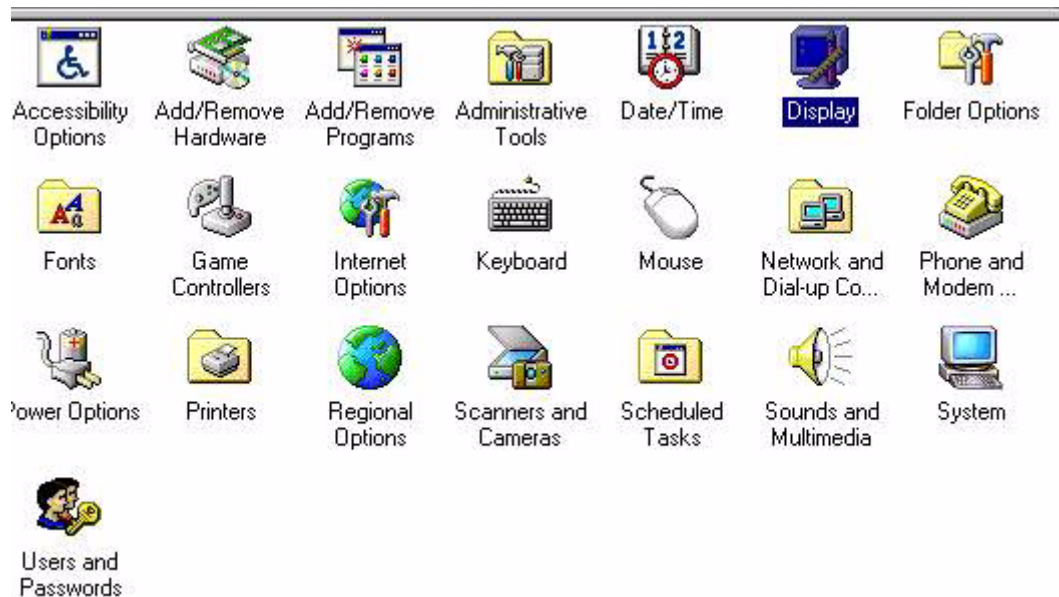 Accessibility Options
Add/Remove Hardware
Add/Remove Programs
Administrative Tools
Date/Time
Display
Folder Options
Fonts
Game Controllers
Internet Options
Keyboard
Mouse
Network and Dial-up Co...
Phone and Modem ...
Power Options
Printers
Regional Options
Scanners and Cameras
Scheduled Tasks
Sounds and Multimedia
System
Users and Passwords